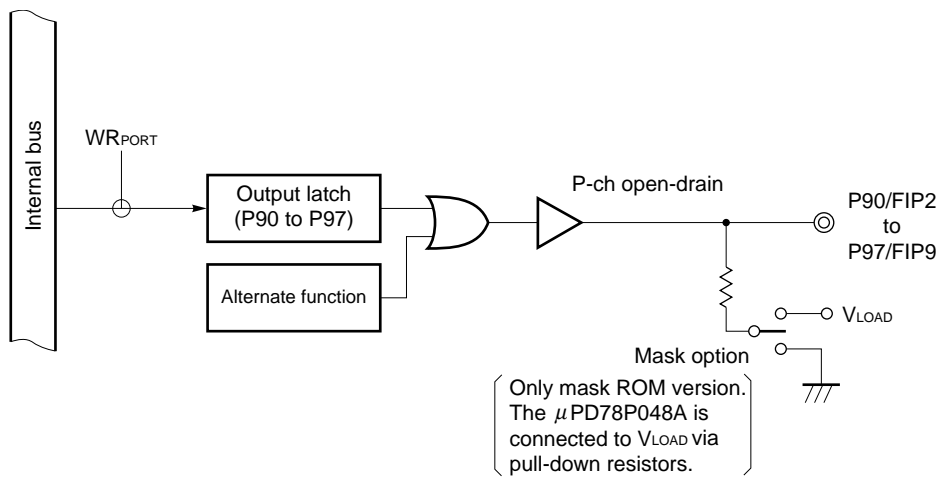 Internal bus
WRPORT
Output latch
(P90 to P97)
Alternate function
P-ch open-drain
P90/FIP2
to
P97/FIP9
VLOAD
Mask option
Only mask ROM version.
The μPD78P048A is
connected to VLOAD via
pull-down resistors.